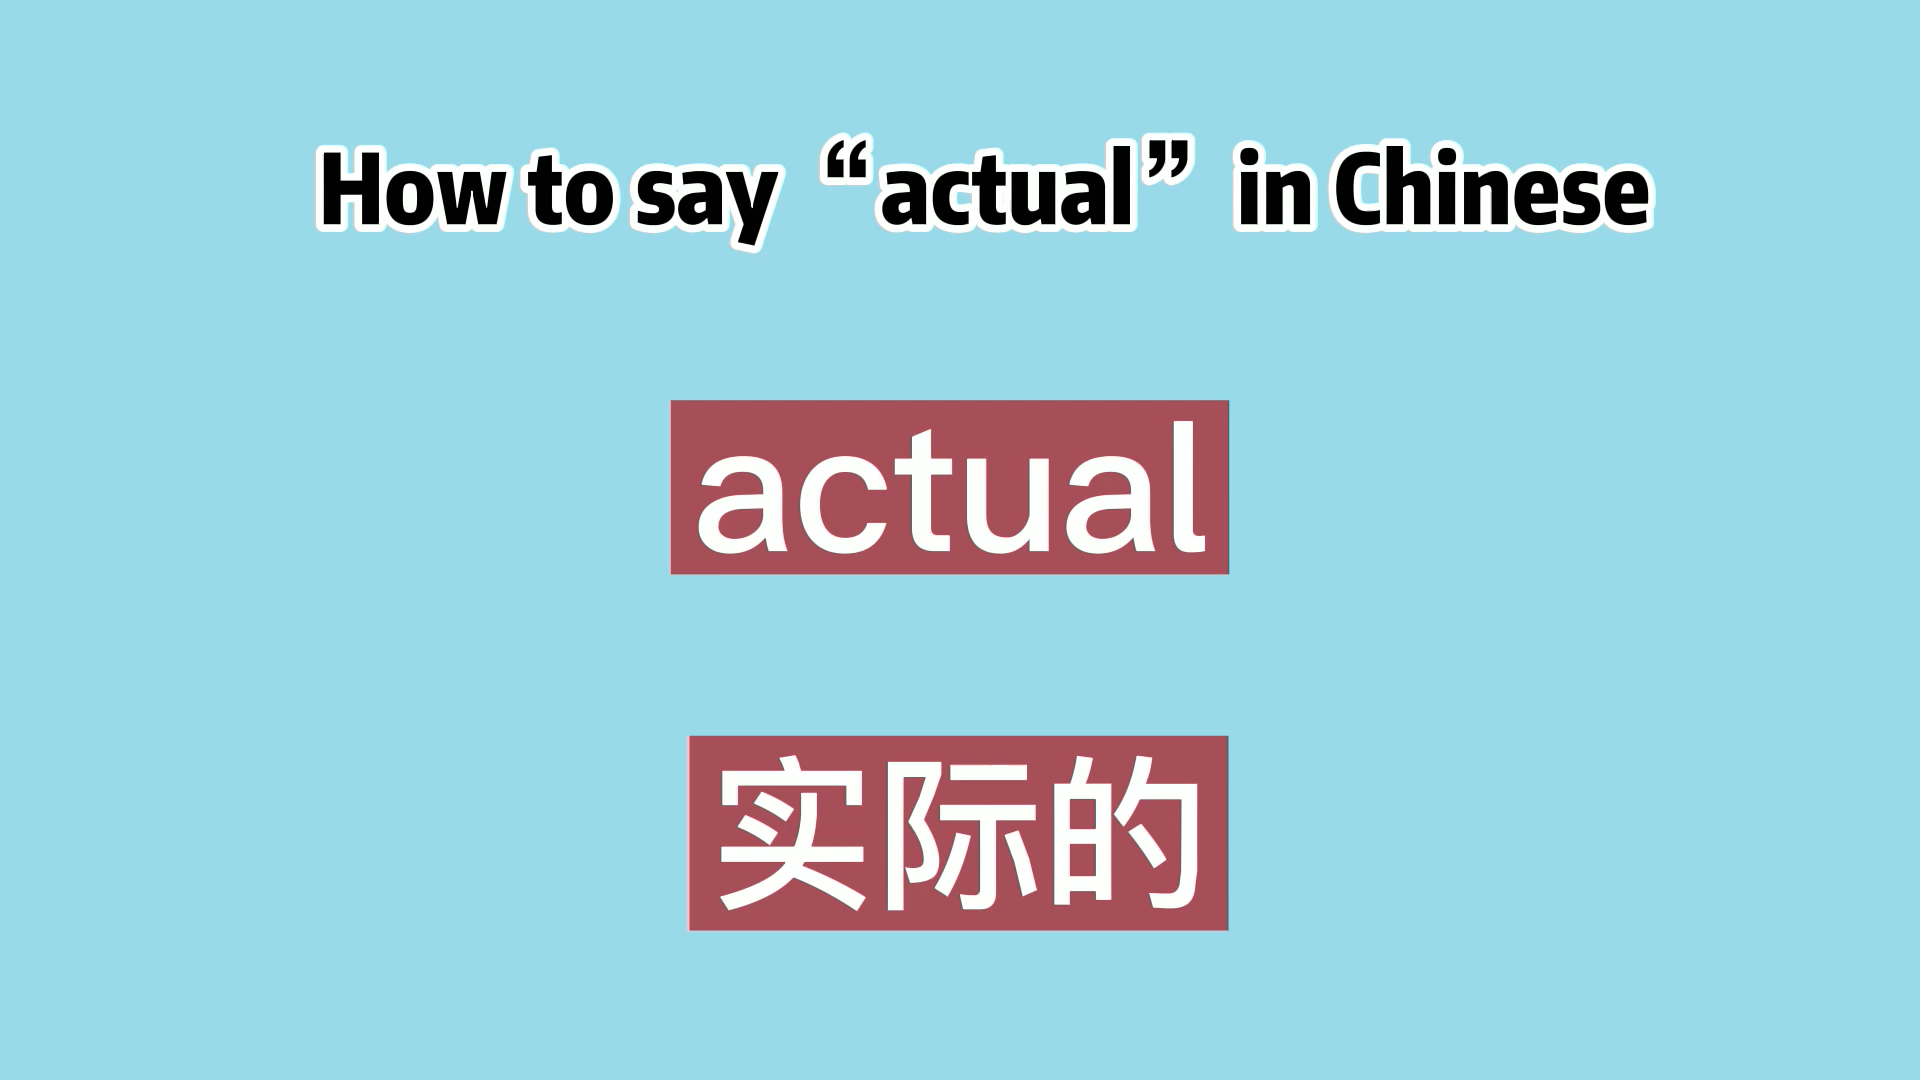 How to say “actual” in Chinese
actual
实际的